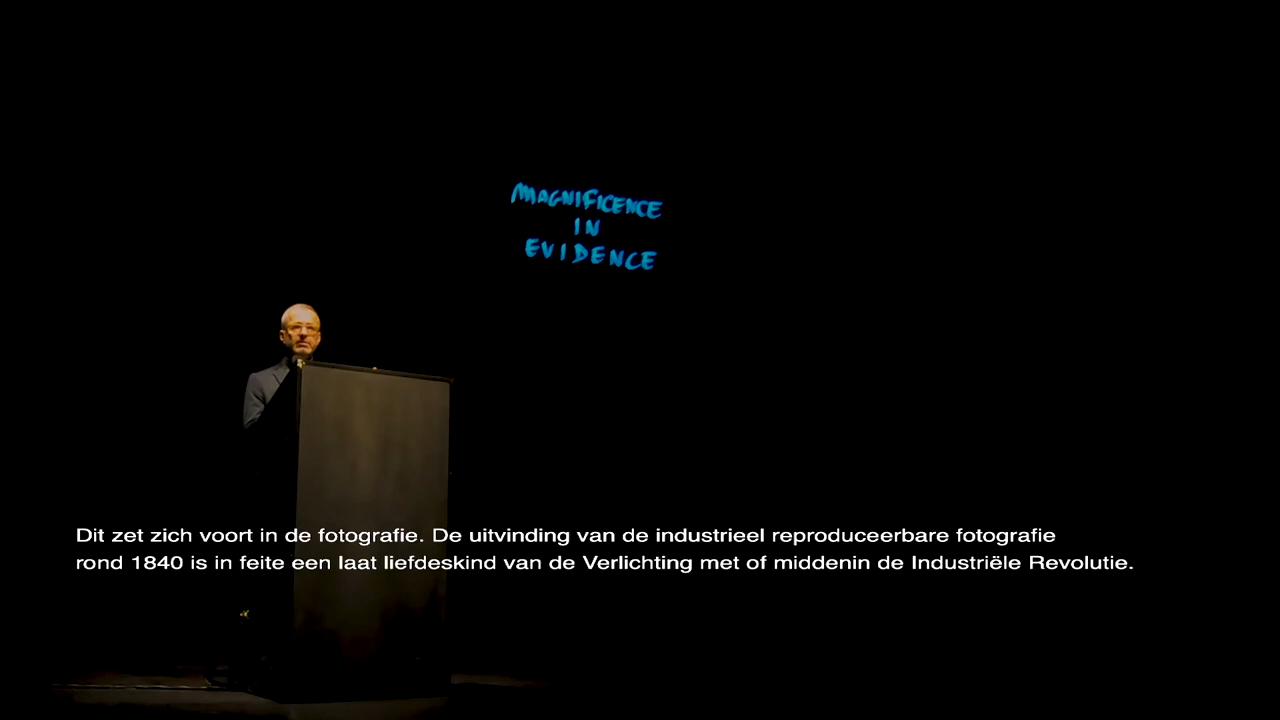 MAGNIFICENCE
IN
EVIDENCE
Dit zet zich voort in de fotografie. De uitvinding van de industrieel reproduceerbare fotografie
rond 1840 is in feite een laat liefdeskind van de Verlichting met of middenin de Industriële Revolutie.